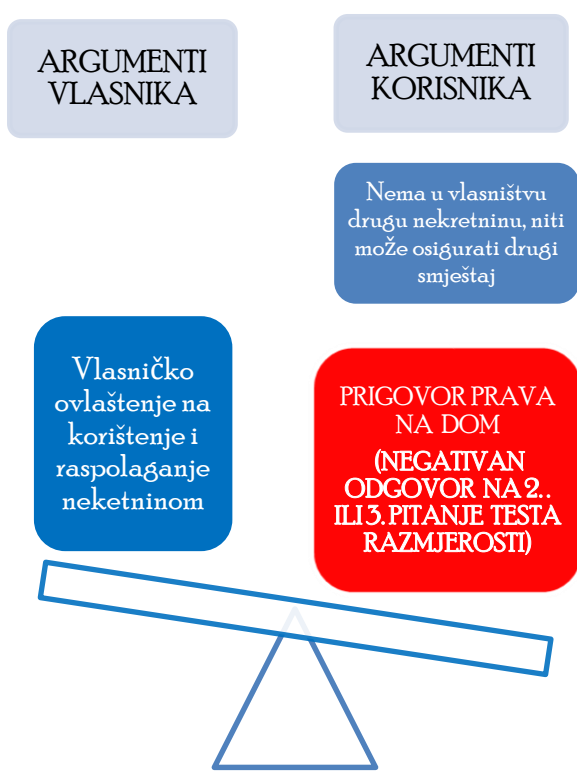 ARGUMENTI
VLASNIKA
ARGUMENTI
KORISNIKA
Nema u vlasništvu
drugu nekretninu, niti
može osigurati drugi
smještaj
Vlasničko
ovlaštenje na
korištenje i
raspolaganje
neketninom
PRIGOVOR PRAVA
NA DOM
(NEGATIVAN
ODGOVOR NA 2..
ILI 3. PITANJE TESTA
RAZMJEROSTI)